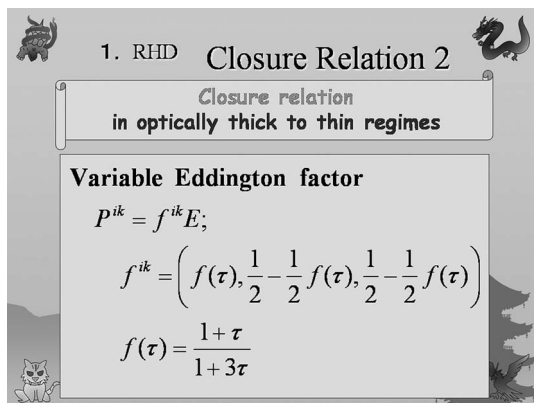 1. RHD Closure Relation 2
Closure relation
in optically thick to thin regimes
Variable Eddington factor
P^{ik} = f^{ik}E;
f^{ik} = ( f(τ), 1/2 − 1/2 f(τ), 1/2 − 1/2 f(τ) )
f(τ) = (1 + τ)/(1 + 3τ)